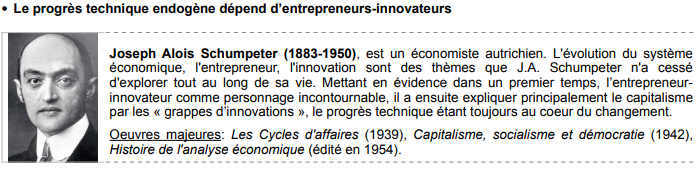 • Le progrès technique endogène dépend d'entrepreneurs-innovateurs
Joseph Alois Schumpeter (1883-1950), est un économiste autrichien. L'évolution du système
économique, l'entrepreneur, l'innovation sont des thèmes que J.A. Schumpeter n'a cessé
d'explorer tout au long de sa vie. Mettant en évidence dans un premier temps, l'entrepreneur-
innovateur comme personnage incontournable, il a ensuite expliquer principalement le capitalisme
par les « grappes d'innovations », le progrès technique étant toujours au coeur du changement.
Oeuvres majeures: Les Cycles d'affaires (1939), Capitalisme, socialisme et démocratie (1942),
Histoire de l'analyse économique (édité en 1954).